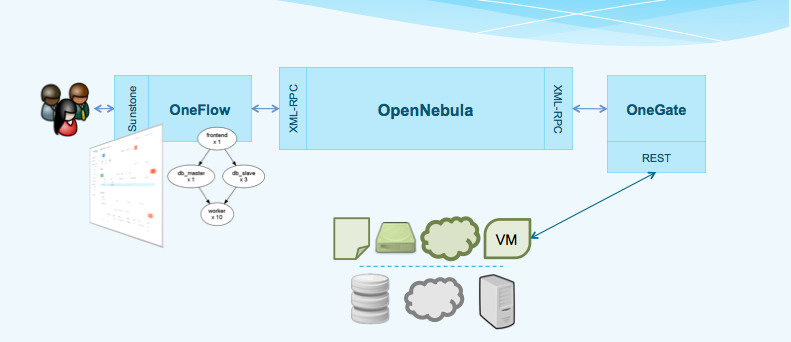 Sunstone
OneFlow
XML-RPC
OpenNebula
XML-RPC
OneGate
REST
frontend
x 1
db_master
x 1
db_slave
x 3
worker
x 10
VM